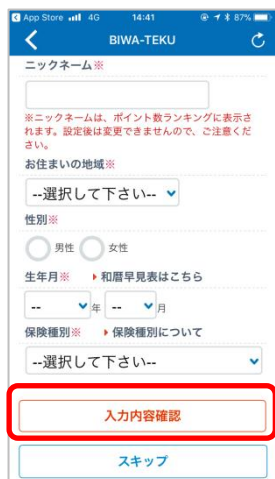 App Store 4G 14:41 87%
BIWA-TEKU
ニックネーム※
※ニックネームは、ポイント数ランキングに表示さ
れます。設定後は変更できませんので、ご注意くだ
さい。
お住まいの地域※
--選択して下さい--
性別※
男性 女性
生年月※ 和暦早見表はこちら
-- 年 -- 月
保険種別※ 保険種別について
--選択して下さい--
入力内容確認
スキップ